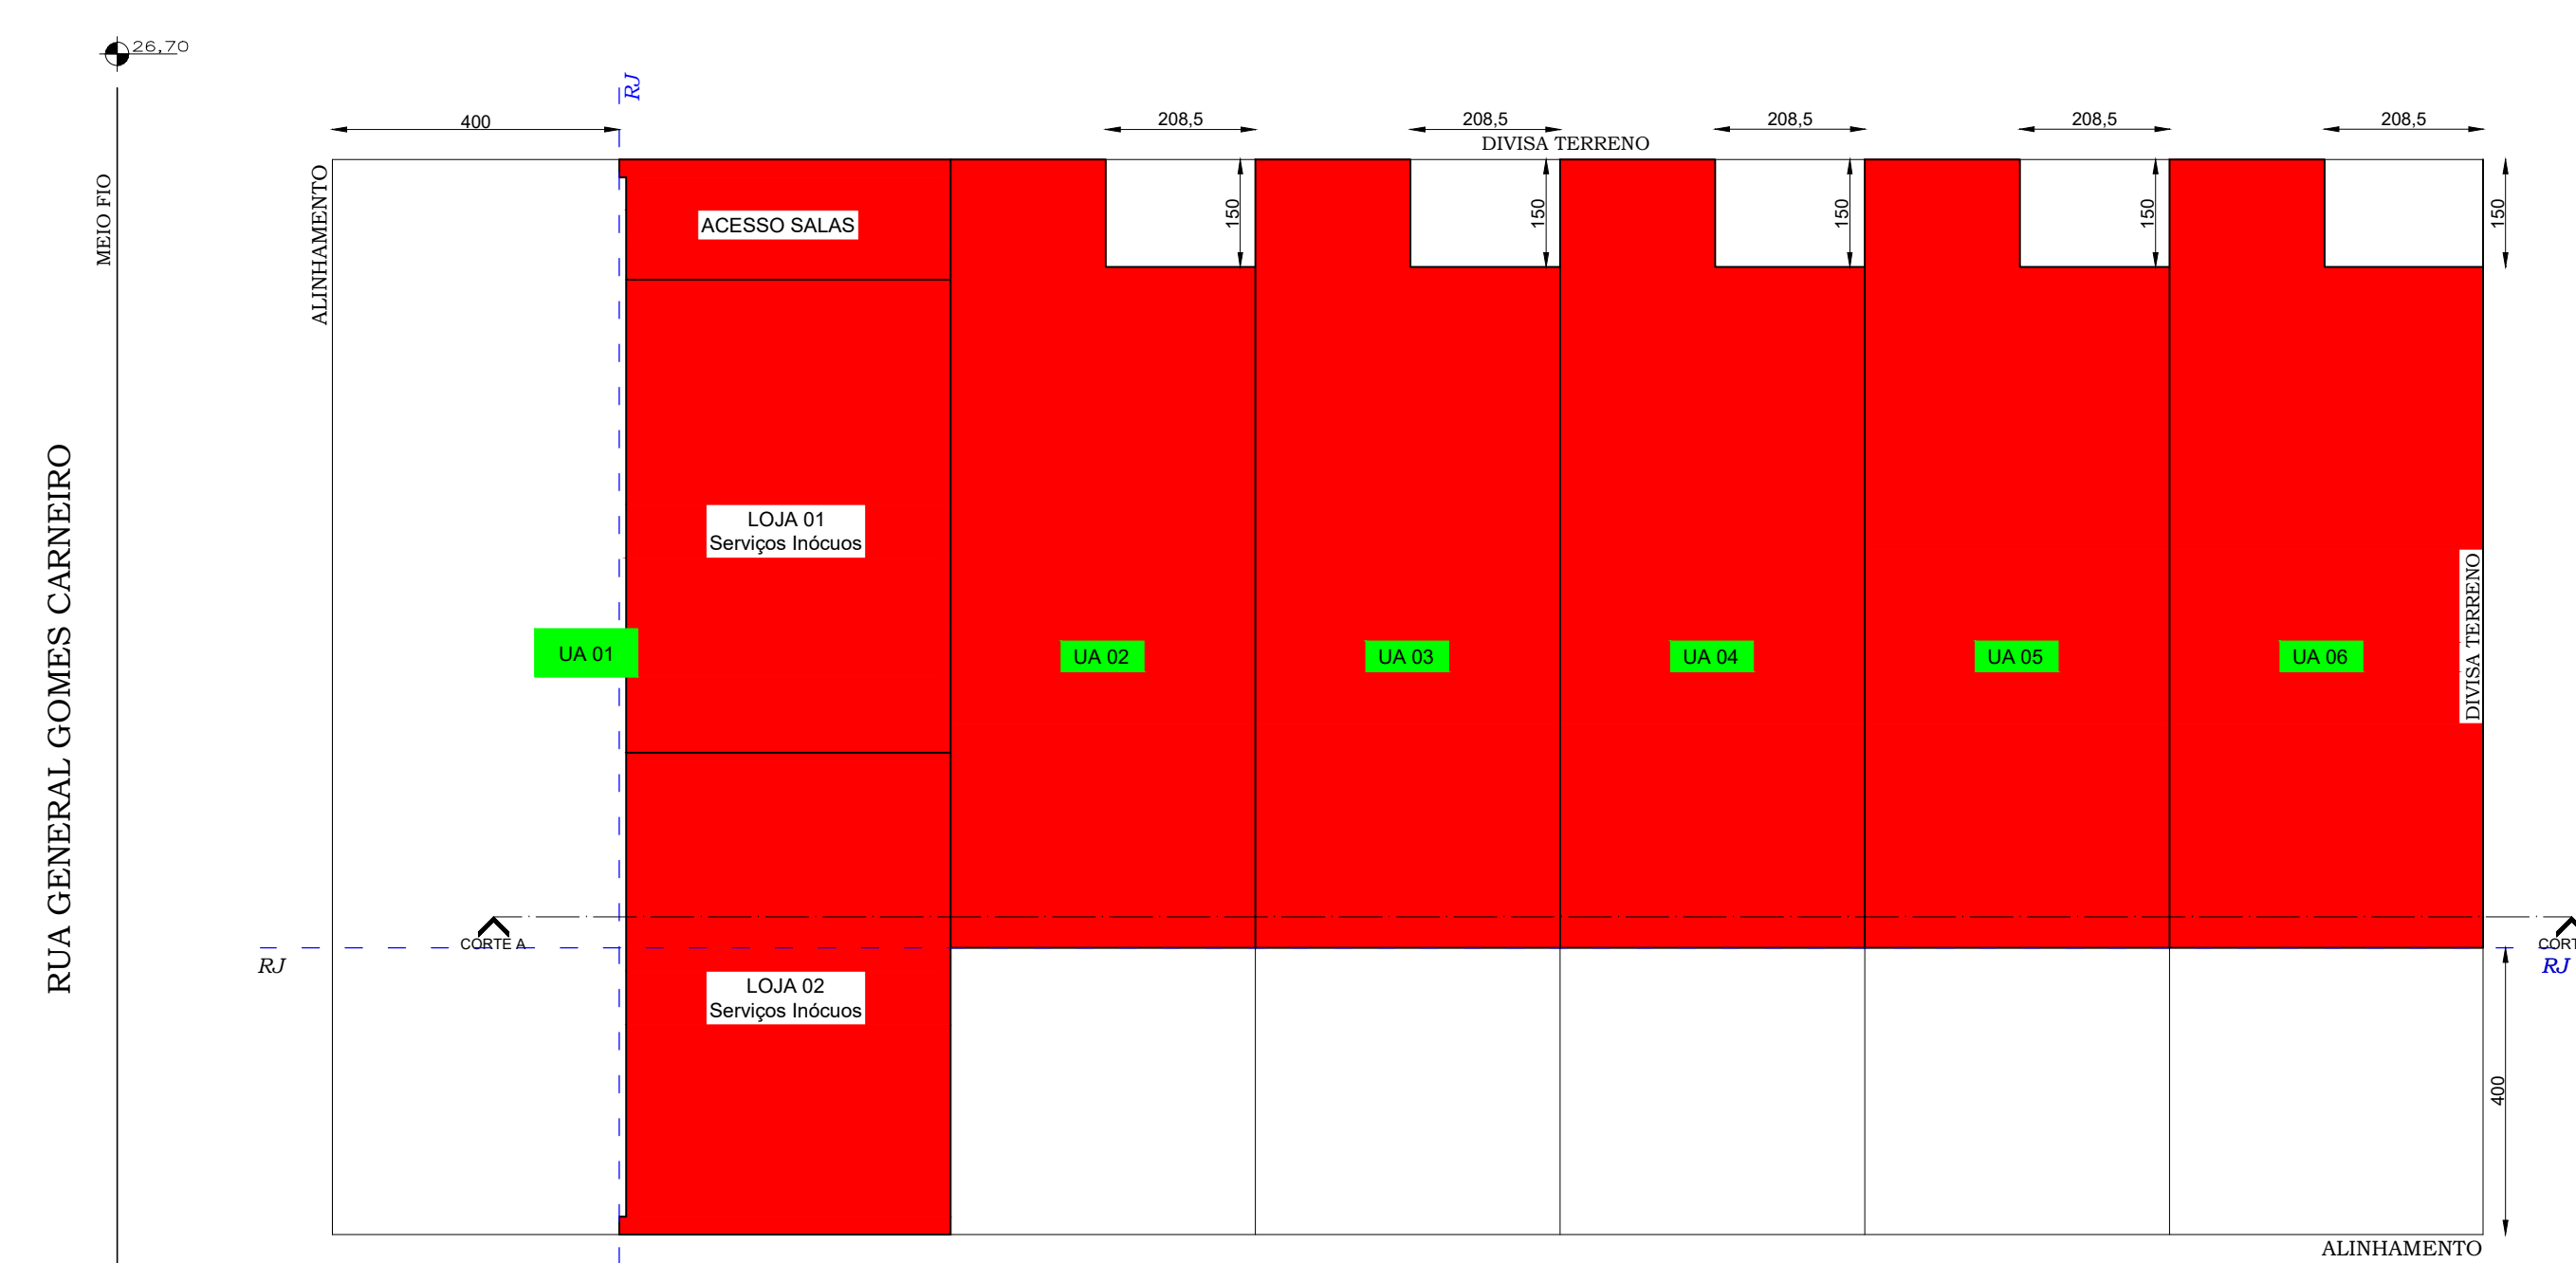 26,70
RJ
400
208,5
208,5
208,5
208,5
208,5
DIVISA TERRENO
MEIO FIO
ALINHAMENTO
150
150
150
150
150
ACESSO SALAS
RUA GENERAL GOMES CARNEIRO
LOJA 01
Serviços Inócuos
UA 01
UA 02
UA 03
UA 04
UA 05
UA 06
DIVISA TERRENO
CORTE A
CORT
RJ
RJ
LOJA 02
Serviços Inócuos
400
ALINHAMENTO